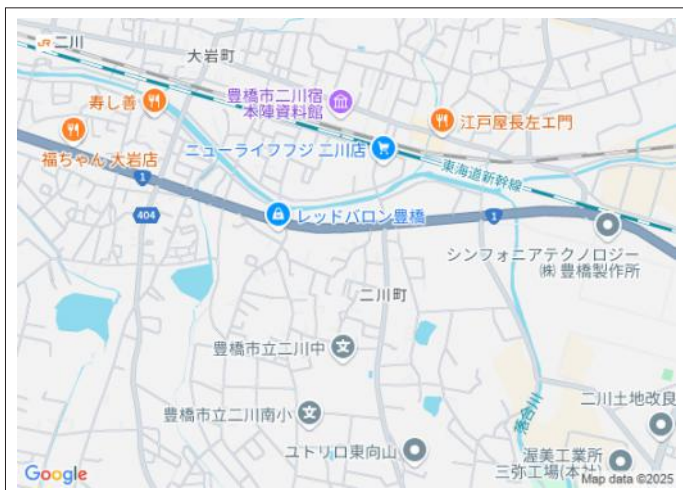 JR 二川
大岩町
寿し善
豊橋市二川宿
本陣資料館
江戸屋長左エ門
福ちゃん 大岩店
ニューライフフジ 二川店
東海道新幹線
1
404
レッドバロン豊橋
1
シンフォニアテクノロジー
㈱ 豊橋製作所
二川町
豊橋市立二川中
豊橋市立二川南小
落合川
二川土地改良
ユトリロ東向山
渥美工業所
三弥工場(本社)
Google
Map data ©2025